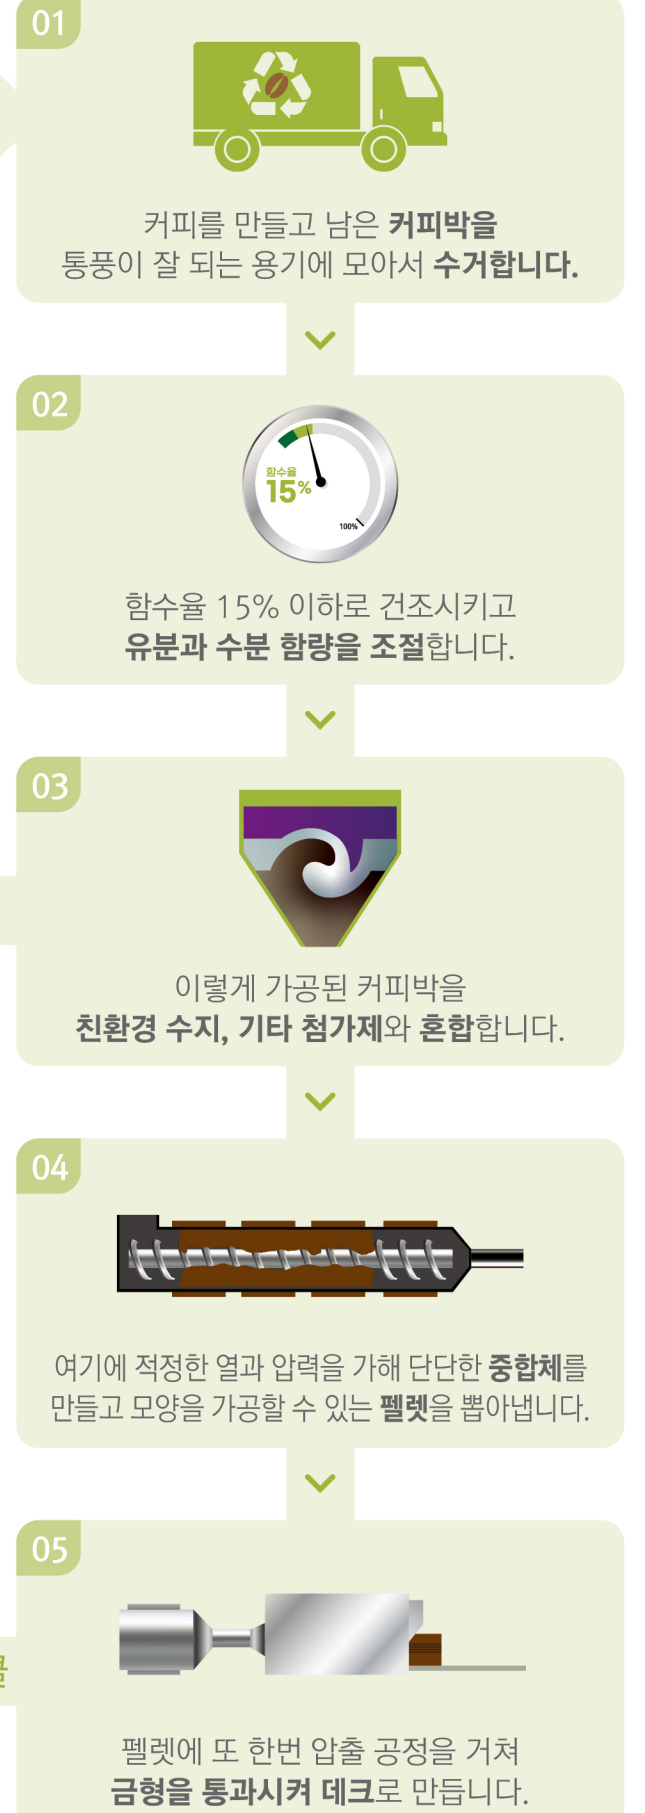 01
커피를 만들고 남은 커피박을
통풍이 잘 되는 용기에 모아서 수거합니다.
02
함수율
15%
100%
함수율 15% 이하로 건조시키고
유분과 수분 함량을 조절합니다.
03
이렇게 가공된 커피박을
친환경 수지, 기타 첨가제와 혼합합니다.
04
여기에 적정한 열과 압력을 가해 단단한 중합체를
만들고 모양을 가공할 수 있는 펠렛을 뽑아냅니다.
05
펠렛에 또 한번 압출 공정을 거쳐
금형을 통과시켜 데크로 만듭니다.